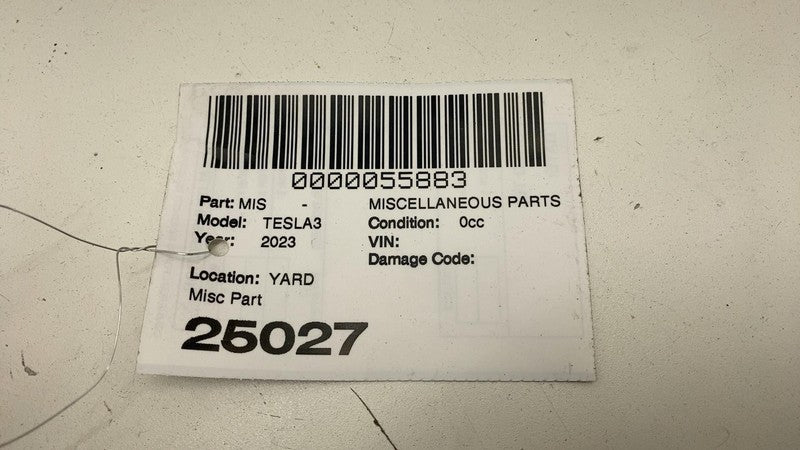 0000055883
Part: MIS - MISCELLANEOUS PARTS
Model: TESLA3 Condition: 0cc
Year: 2023 VIN:
Damage Code:
Location: YARD
Misc Part
25027